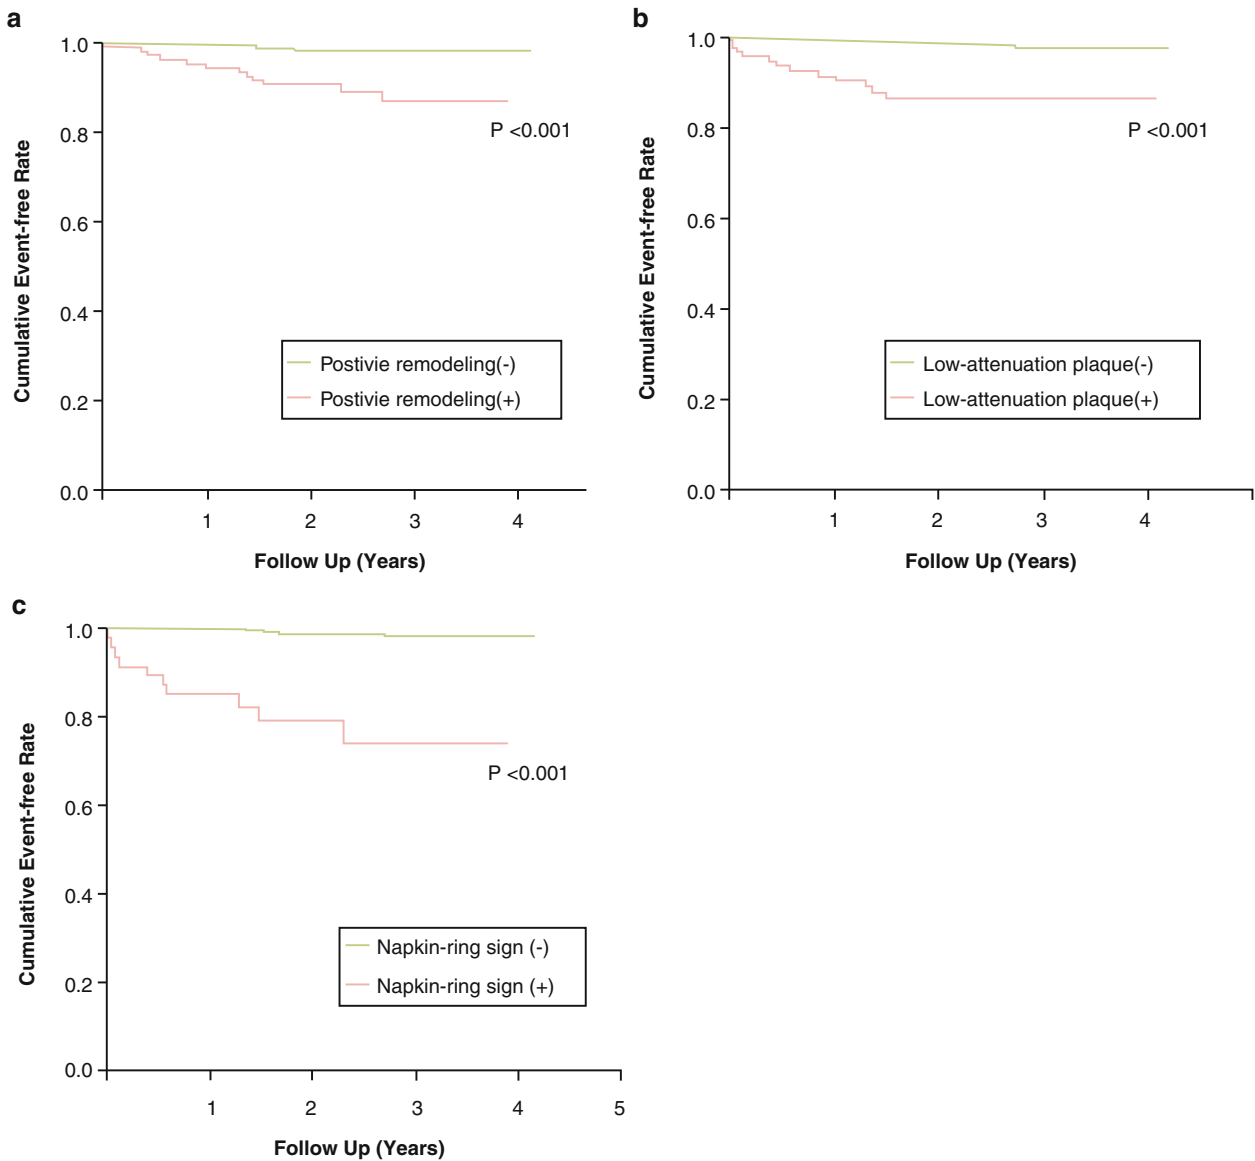 a
1.0
0.8
0.6
0.4
0.2
0.0
Cumulative Event-free Rate
P <0.001
Postivie remodeling(-)
Postivie remodeling(+)
1 2 3 4
Follow Up (Years)
b
1.0
0.8
0.6
0.4
0.2
0.0
Cumulative Event-free Rate
P <0.001
Low-attenuation plaque(-)
Low-attenuation plaque(+)
1 2 3 4
Follow Up (Years)
c
1.0
0.8
0.6
0.4
0.2
0.0
Cumulative Event-free Rate
P <0.001
Napkin-ring sign (-)
Napkin-ring sign (+)
1 2 3 4 5
Follow Up (Years)